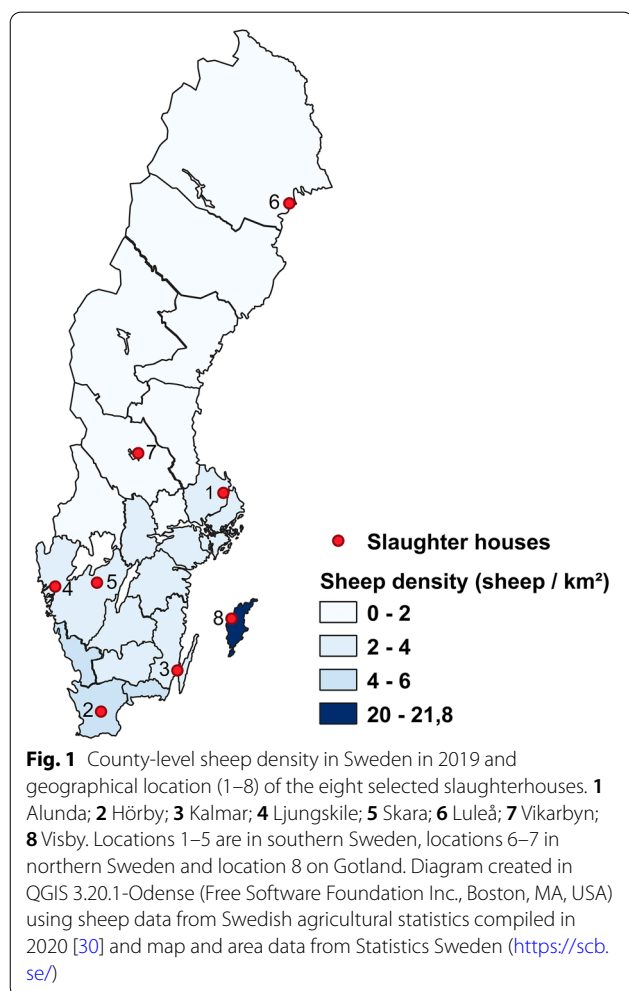 6
7
1
Slaughter houses
5
4
Sheep density (sheep / km²)
8
0 - 2
2 - 4
3
4 - 6
2
20 - 21,8
Fig. 1 County-level sheep density in Sweden in 2019 and
geographical location (1–8) of the eight selected slaughterhouses. 1
Alunda; 2 Hörby; 3 Kalmar; 4 Ljungskile; 5 Skara; 6 Luleå; 7 Vikarbyn;
8 Visby. Locations 1–5 are in southern Sweden, locations 6–7 in
northern Sweden and location 8 on Gotland. Diagram created in
QGIS 3.20.1-Odense (Free Software Foundation Inc., Boston, MA, USA)
using sheep data from Swedish agricultural statistics compiled in
2020 [30] and map and area data from Statistics Sweden (https://scb.
se/)